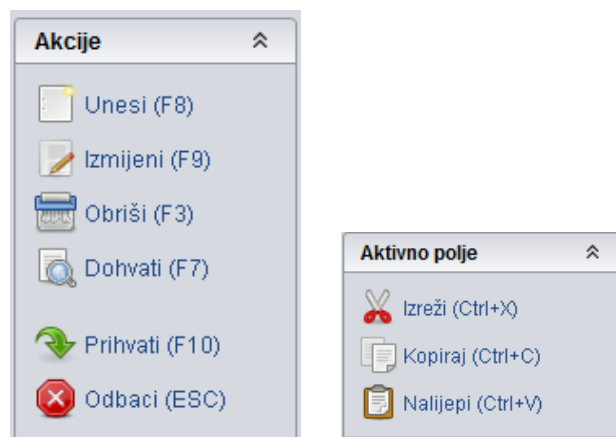 Akcije
Unesi (F8)
Izmijeni (F9)
Obriši (F3)
Dohvati (F7)
Prihvati (F10)
Odbaci (ESC)
Aktivno polje
Izreži (Ctrl+X)
Kopiraj (Ctrl+C)
Nalijepi (Ctrl+V)